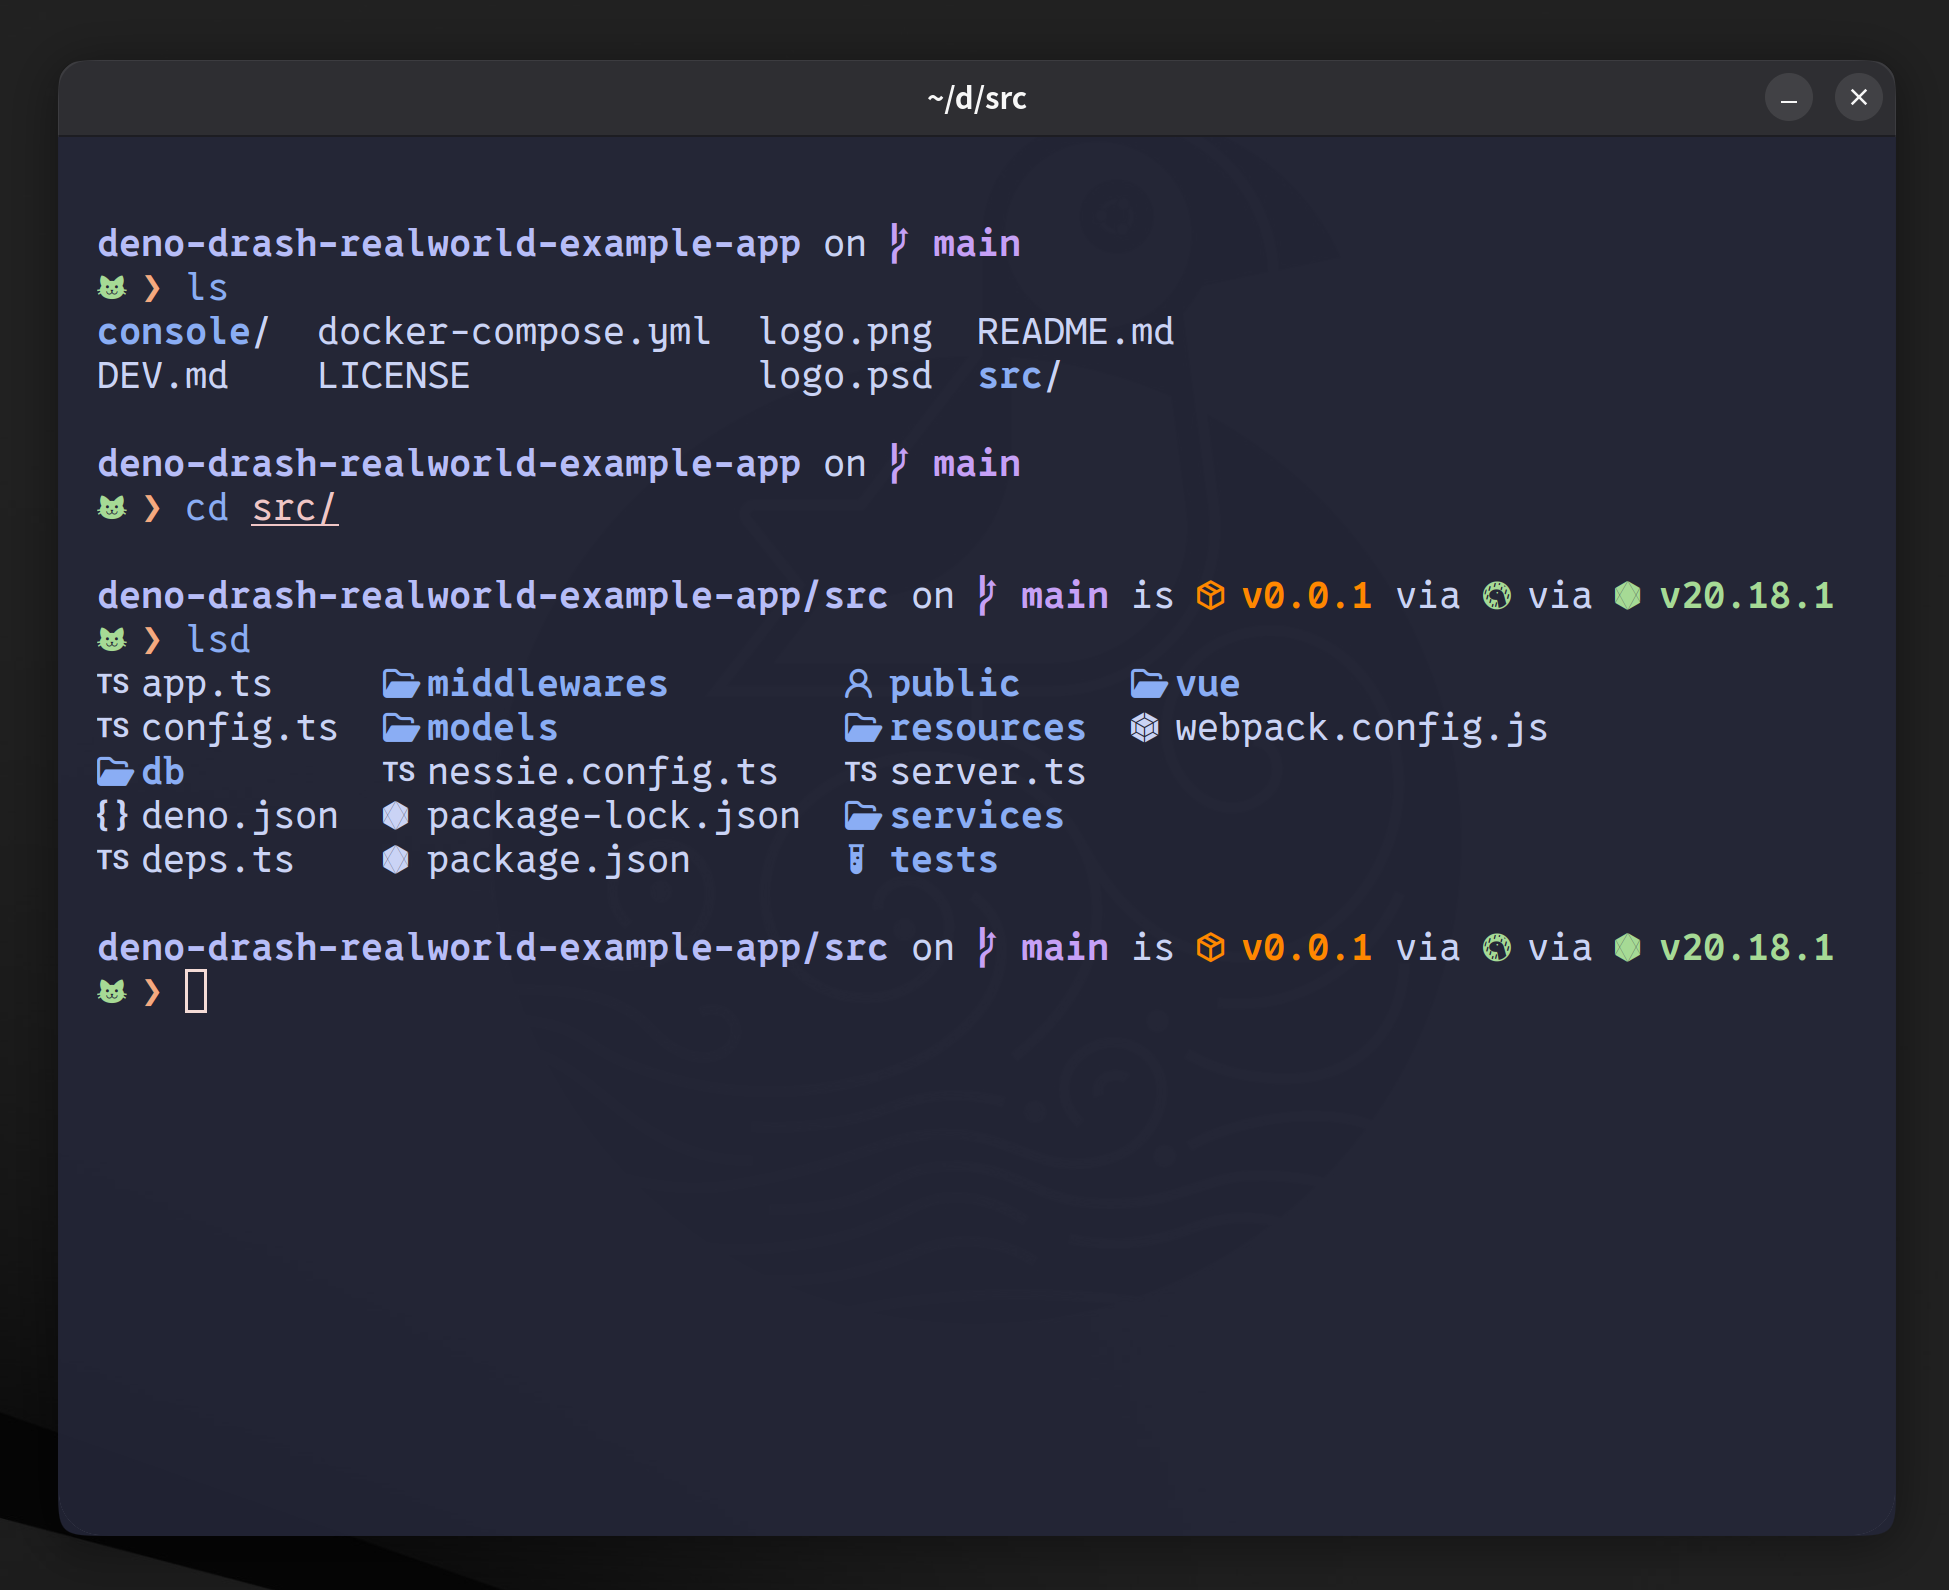 ~/d/src
deno-drash-realworld-example-app on main
❯ ls
console/ docker-compose.yml logo.png README.md
DEV.md LICENSE logo.psd src/
deno-drash-realworld-example-app on main
❯ cd src/
deno-drash-realworld-example-app/src on main is v0.0.1 via via v20.18.1
❯ lsd
TS app.ts middlewares public vue
TS config.ts models resources webpack.config.js
db TS nessie.config.ts TS server.ts
{} deno.json package-lock.json services
TS deps.ts package.json tests
deno-drash-realworld-example-app/src on main is v0.0.1 via via v20.18.1
❯